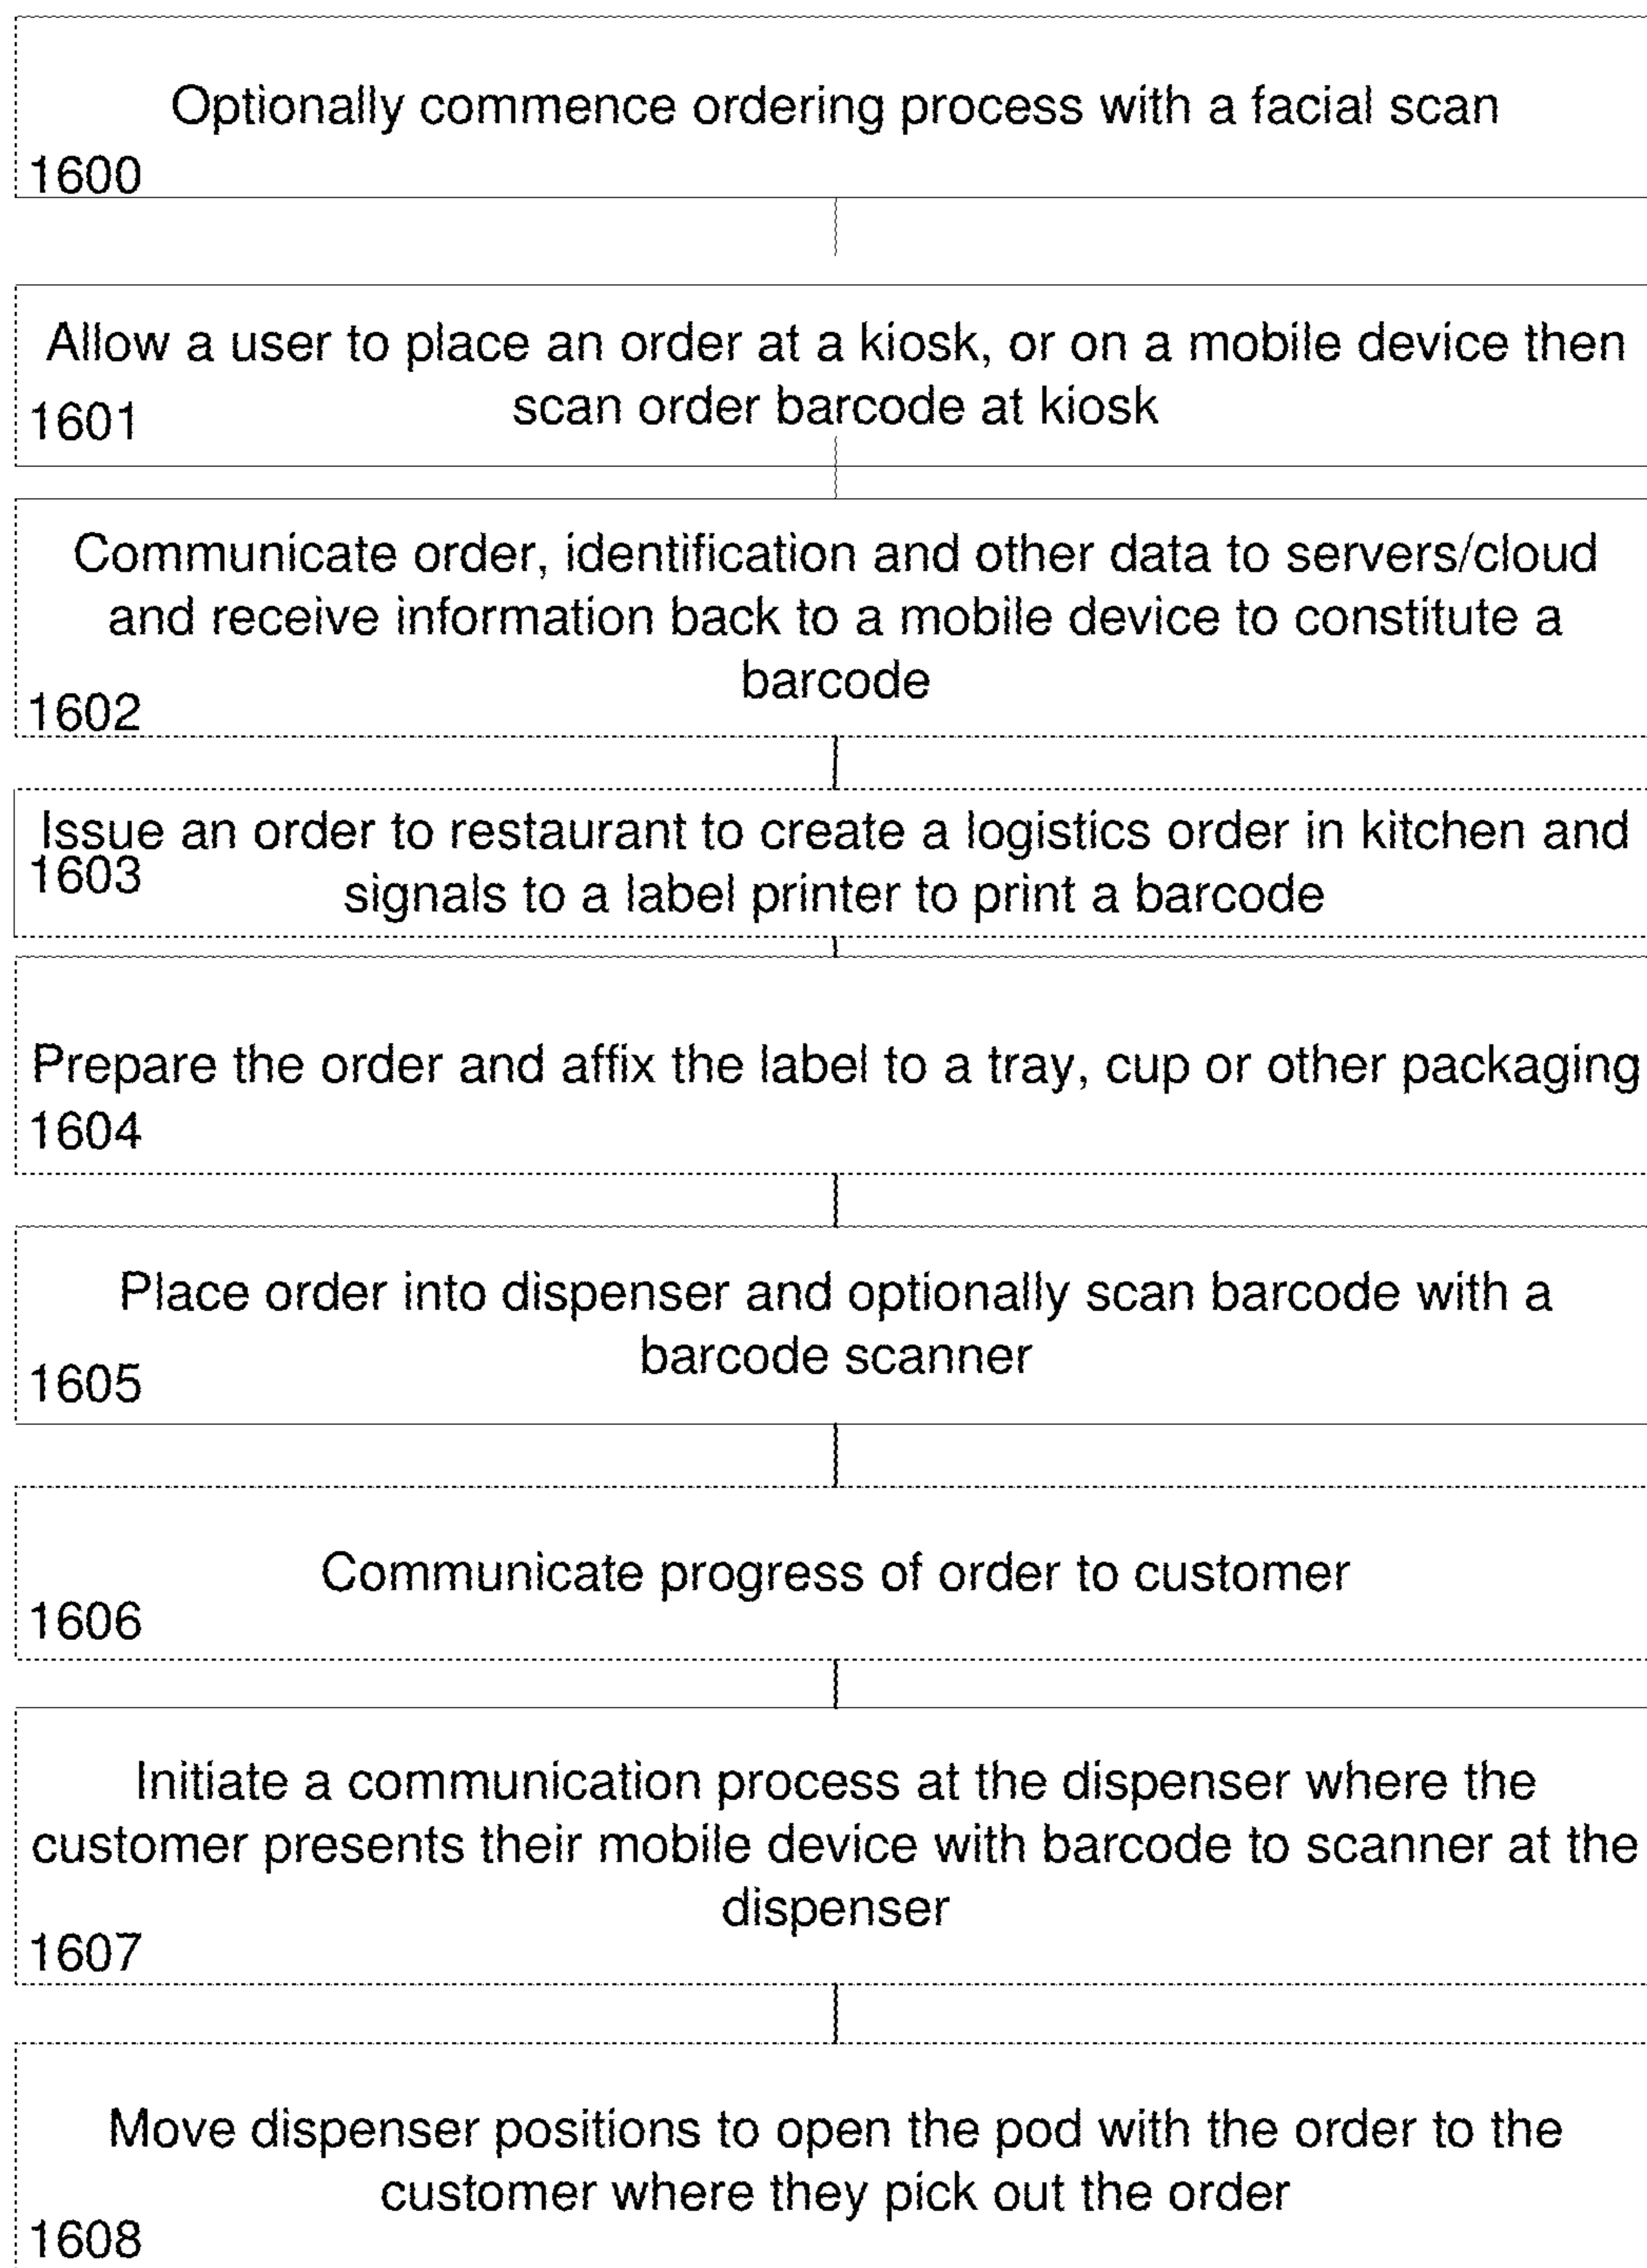 Optionally commence ordering process with a facial scan
1600
Allow a user to place an order at a kiosk, or on a mobile device then
scan order barcode at kiosk
1601
Communicate order, identification and other data to servers/cloud
and receive information back to a mobile device to constitute a
barcode
1602
Issue an order to restaurant to create a logistics order in kitchen and
1603
signals to a label printer to print a barcode
Prepare the order and affix the label to a tray, cup or other packaging
1604
Place order into dispenser and optionally scan barcode with a
barcode scanner
1605
Communicate progress of order to customer
1606
Initiate a communication process at the dispenser where the
customer presents their mobile device with barcode to scanner at the
dispenser
1607
Move dispenser positions to open the pod with the order to the
customer where they pick out the order
1608